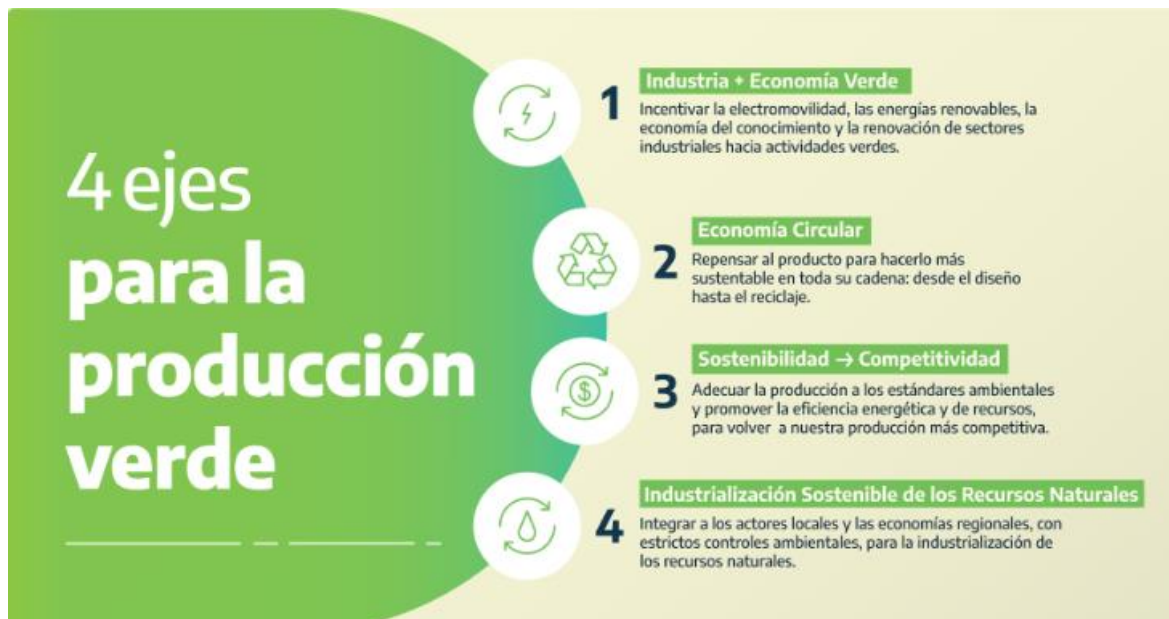 4 ejes
para la
producción
verde
1
Industria + Economía Verde
Incentivar la electromovilidad, las energías renovables, la
economía del conocimiento y la renovación de sectores
industriales hacia actividades verdes.
2
Economía Circular
Repensar al producto para hacerlo más
sustentable en toda su cadena: desde el diseño
hasta el reciclaje.
3
Sostenibilidad → Competitividad
Adecuar la producción a los estándares ambientales
y promover la eficiencia energética y de recursos,
para volver a nuestra producción más competitiva.
4
Industrialización Sostenible de los Recursos Naturales
Integrar a los actores locales y las economías regionales, con
estrictos controles ambientales, para la industrialización de
los recursos naturales.
$